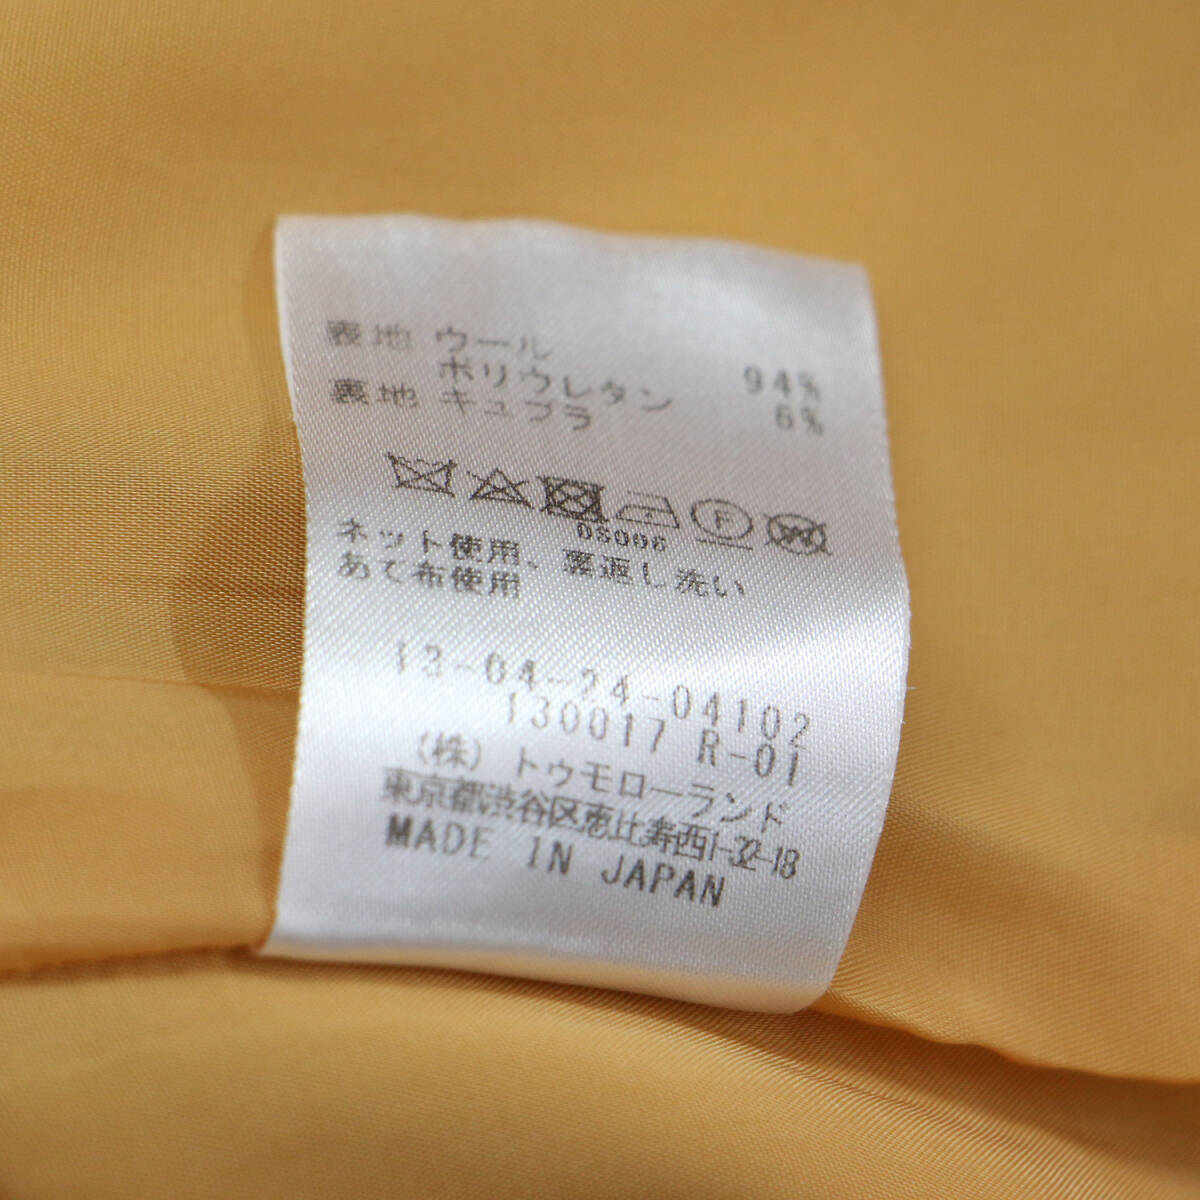 表地 ウール 94%
ポリウレタン 6%
裏地 キュプラ
F W
DS006
ネット使用、裏返し洗い
あて布使用
13-04-24-04102
130017 R-01
(株) トゥモローランド
東京都渋谷区恵比寿西1-32-18
MADE IN JAPAN